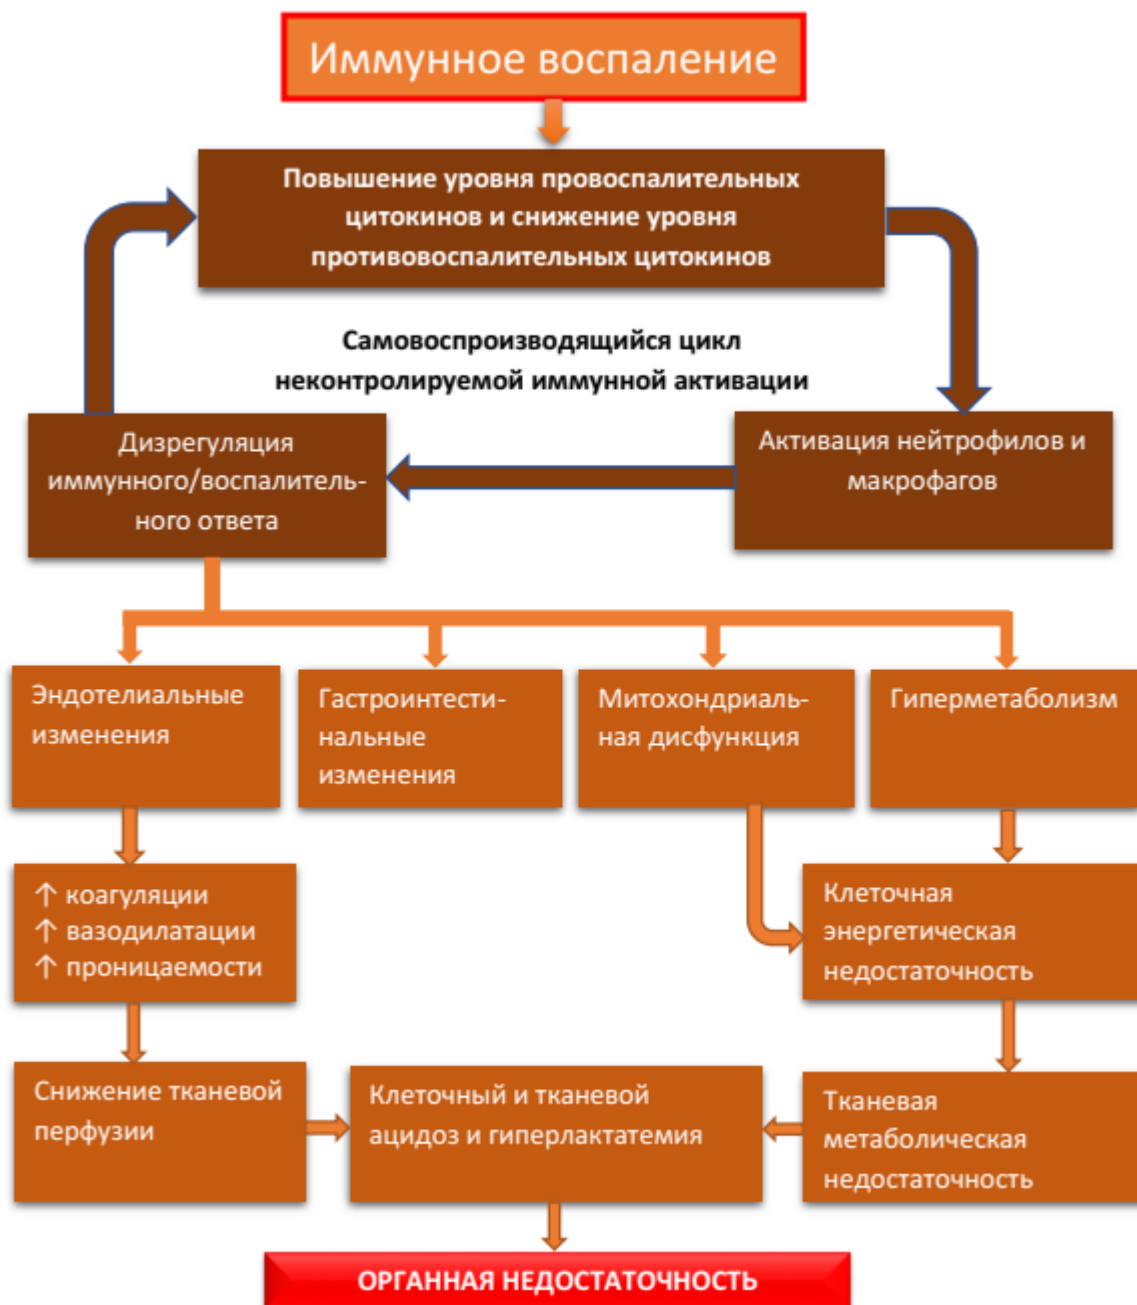 Иммунное воспаление
Повышение уровня провоспалительных
цитокинов и снижение уровня
противовоспалительных цитокинов
Самовоспроизводящийся цикл
неконтролируемой иммунной активации
Дизрегуляция
иммунного/воспалитель-
ного ответа
Активация нейтрофилов и
макрофагов
Эндотелиальные
изменения
Гастроинтести-
нальные
изменения
Митохондриаль-
ная дисфункция
Гиперметаболизм
↑ коагуляции
↑ вазодилатации
↑ проницаемости
Клеточная
энергетическая
недостаточность
Снижение тканевой
перфузии
Клеточный и тканевой
ацидоз и гиперлактатемия
Тканевая
метаболическая
недостаточность
ОРГАННАЯ НЕДОСТАТОЧНОСТЬ